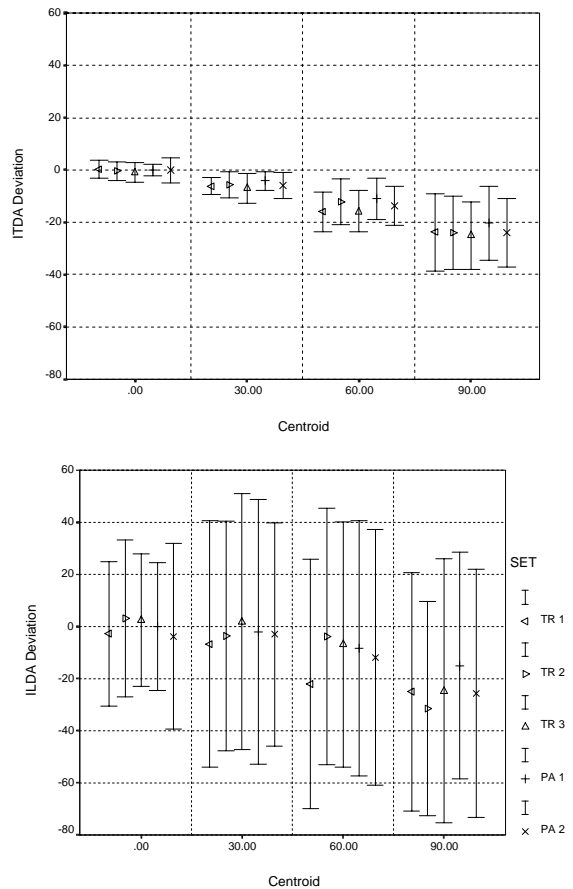 60
40
20
0
-20
-40
-60
-80
ITDA Deviation
.00 30.00 60.00 90.00
Centroid
60
40
20
0
-20
-40
-60
-80
ILDA Deviation
.00 30.00 60.00 90.00
Centroid
SET
TR 1
TR 2
TR 3
PA 1
PA 2